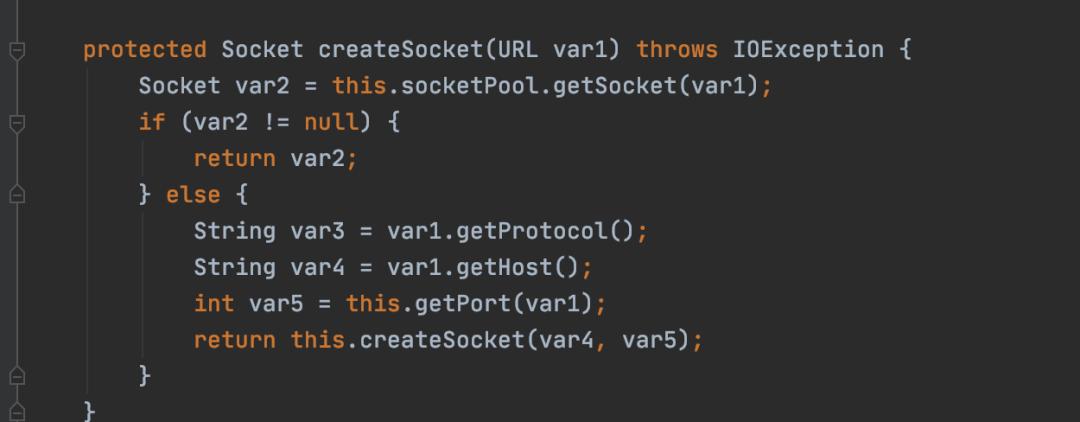 protected Socket createSocket(URL var1) throws IOException {
    Socket var2 = this.socketPool.getSocket(var1);
    if (var2 != null) {
        return var2;
    } else {
        String var3 = var1.getProtocol();
        String var4 = var1.getHost();
        int var5 = this.getPort(var1);
        return this.createSocket(var4, var5);
    }
}